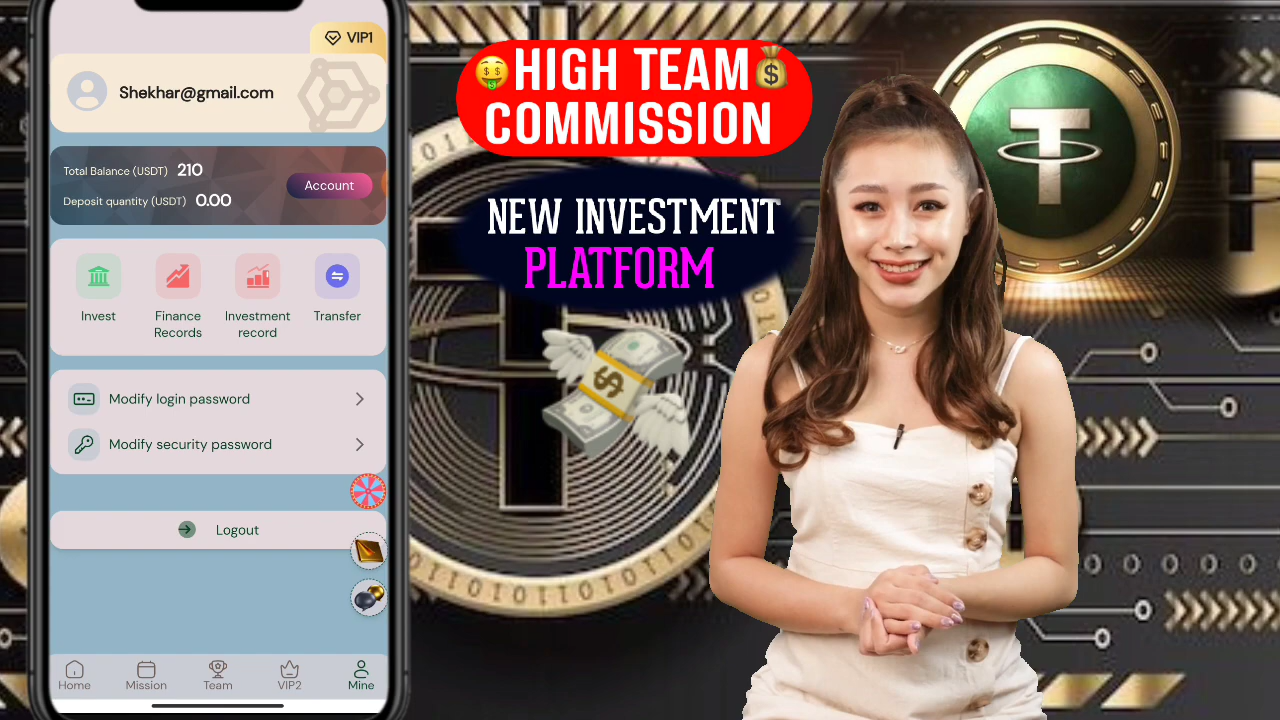 VIP1
Shekhar@gmail.com
Total Balance (USDT) 210
Deposit quantity (USDT) 0.00
Account
Invest
Finance
Records
Investment
record
Transfer
Modify login password
Modify security password
Logout
Home
Mission
Team
VIP2
Mine
🤑HIGH TEAM💰
COMMISSION
NEW INVESTMENT
PLATFORM